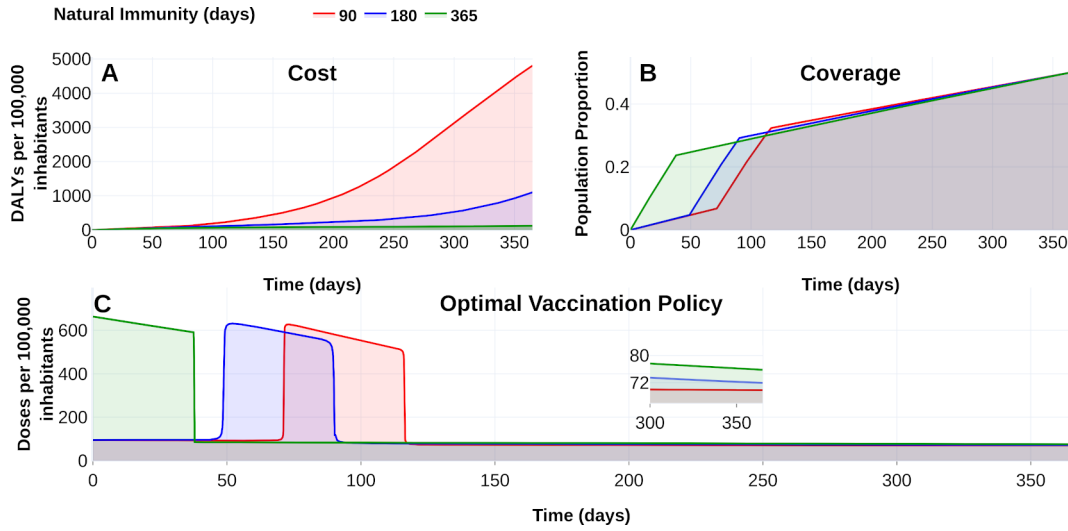 Natural Immunity (days) 90 180 365
A Cost
DALYs per 100,000
inhabitants
5000
4000
3000
2000
1000
0
0 50 100 150 200 250 300 350
Time (days)
B Coverage
Population Proportion
0.4
0.2
0
0 50 100 150 200 250 300 350
Time (days)
C Optimal Vaccination Policy
Doses per 100,000
inhabitants
600
400
200
0
80
72
300 350
0 50 100 150 200 250 300 350
Time (days)